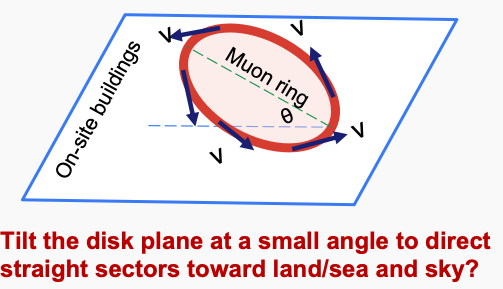 ν
ν
On-site buildings
Muon ring
θ
ν
ν
Tilt the disk plane at a small angle to direct
straight sectors toward land/sea and sky?